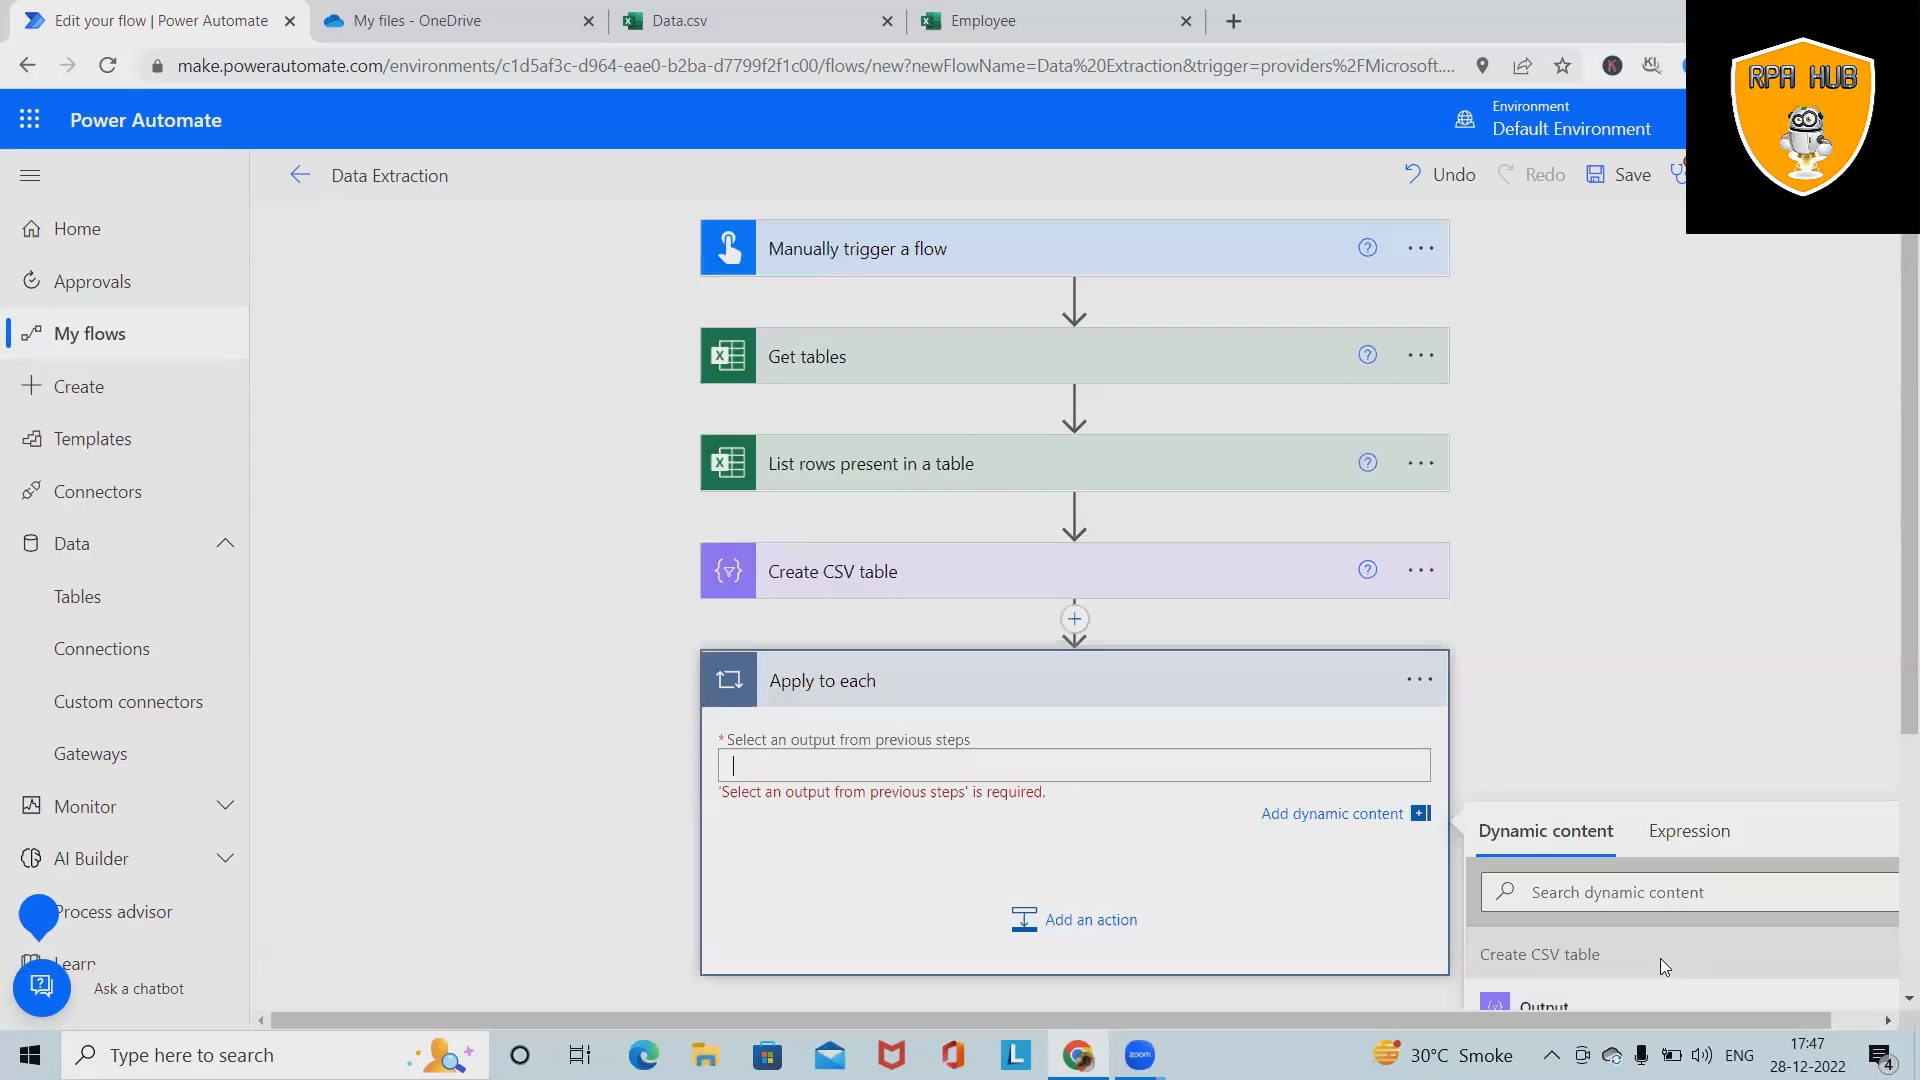 Edit your flow | Power Automate
My files - OneDrive
Data.csv
Employee
make.powerautomate.com/environments/c1d5af3c-d964-eae0-b2ba-d7799f2f1c00/flows/new?newFlowName=Data%20Extraction&trigger=providers%2FMicrosoft....
RPA HUB
Power Automate
Environment
Default Environment
Data Extraction
Undo
Redo
Save
Home
Approvals
My flows
Create
Templates
Connectors
Data
Tables
Connections
Custom connectors
Gateways
Monitor
AI Builder
Process advisor
Learn
Ask a chatbot
Manually trigger a flow
Get tables
List rows present in a table
Create CSV table
Apply to each
* Select an output from previous steps
'Select an output from previous steps' is required.
Add dynamic content
Add an action
Dynamic content
Expression
Search dynamic content
Create CSV table
Output
Type here to search
L
zoom
30°C Smoke
ENG
17:47
28-12-2022
4